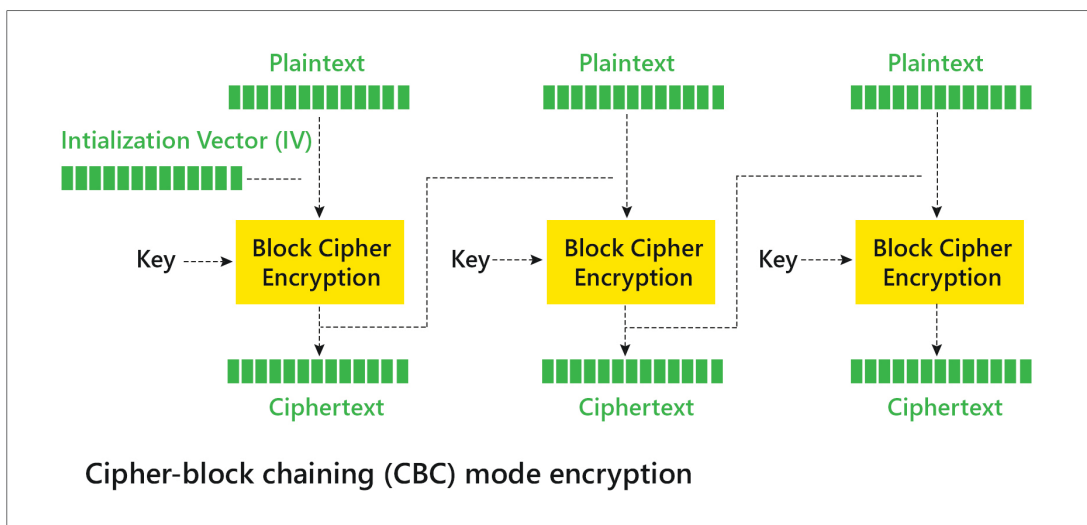 Plaintext
Plaintext
Plaintext
Intialization Vector (IV)
Key
Block Cipher
Encryption
Key
Block Cipher
Encryption
Key
Block Cipher
Encryption
Ciphertext
Ciphertext
Ciphertext
Cipher-block chaining (CBC) mode encryption